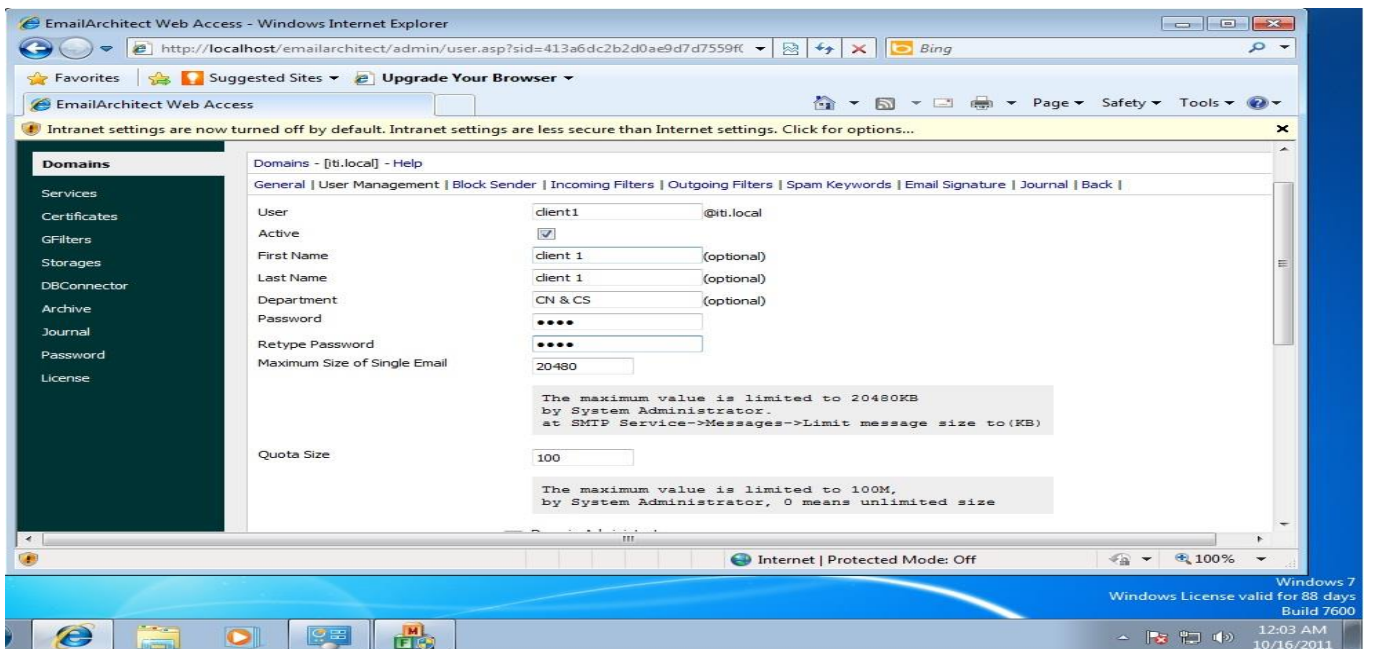 EmailArchitect Web Access - Windows Internet Explorer
http://localhost/emailarchitect/admin/user.asp?sid=413a6dc2b2d0ae9d7d7559f( Bing
Favorites Suggested Sites Upgrade Your Browser
EmailArchitect Web Access Page Safety Tools
Intranet settings are now turned off by default. Intranet settings are less secure than Internet settings. Click for options...
Domains
Services
Certificates
GFilters
Storages
DBConnector
Archive
Journal
Password
License
Domains - [iti.local] - Help
General | User Management | Block Sender | Incoming Filters | Outgoing Filters | Spam Keywords | Email Signature | Journal | Back |
User client1 @iti.local
Active
First Name client 1 (optional)
Last Name client 1 (optional)
Department CN & CS (optional)
Password ••••
Retype Password ••••
Maximum Size of Single Email 20480
The maximum value is limited to 20480KB
by System Administrator.
at SMTP Service->Messages->Limit message size to(KB)
Quota Size 100
The maximum value is limited to 100M,
by System Administrator, 0 means unlimited size
Internet | Protected Mode: Off 100%
Windows 7
Windows License valid for 88 days
Build 7600
12:03 AM
10/16/2011